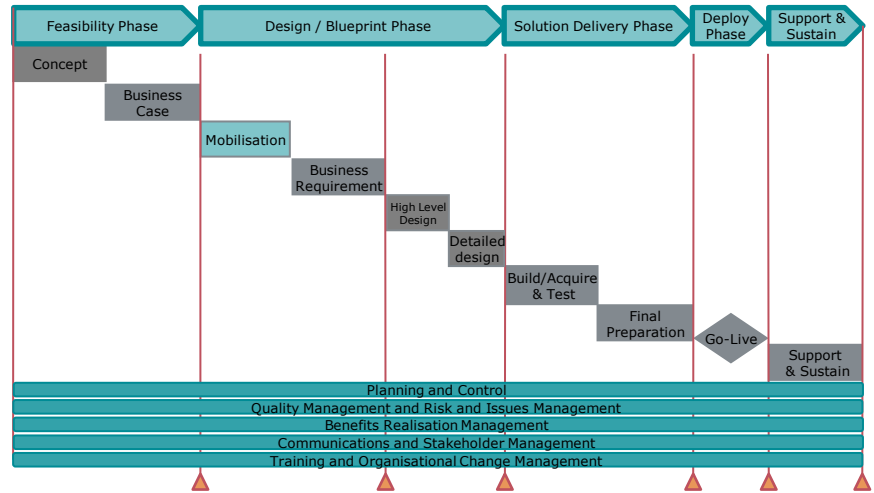 Feasibility Phase
Design / Blueprint Phase
Solution Delivery Phase
Deploy
Phase
Support &
Sustain
Concept
Business
Case
Mobilisation
Business
Requirement
High Level
Design
Detailed
design
Build/Acquire
& Test
Final
Preparation
Go-Live
Support
& Sustain
Planning and Control
Quality Management and Risk and Issues Management
Benefits Realisation Management
Communications and Stakeholder Management
Training and Organisational Change Management